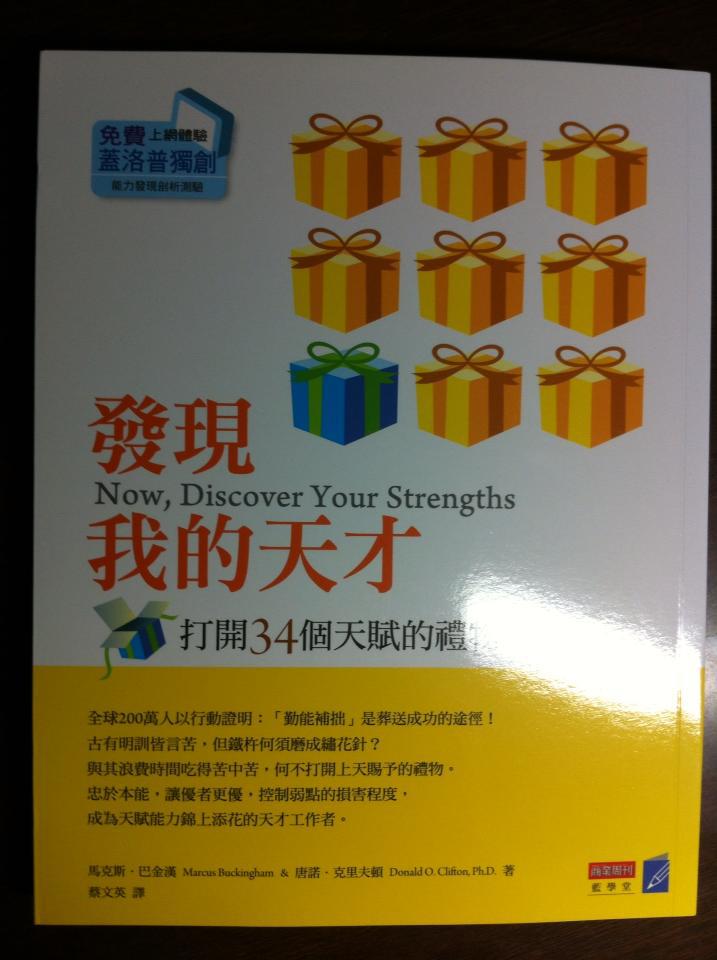 免費上網體驗
蓋洛普獨創
能力發現剖析測驗
發現
Now, Discover Your Strengths
我的天才
打開34個天賦的禮
全球200萬人以行動證明：「勤能補拙」是葬送成功的途徑！
古有明訓皆言苦，但鐵杵何須磨成繡花針？
與其浪費時間吃得苦中苦，何不打開上天賜予的禮物。
忠於本能，讓優者更優，控制弱點的損害程度，
成為天賦能力錦上添花的天才工作者。
馬克斯．巴金漢 Marcus Buckingham & 唐諾．克里夫頓 Donald O. Clifton, Ph.D. 著
蔡文英 譯
商業周刊
藍學堂